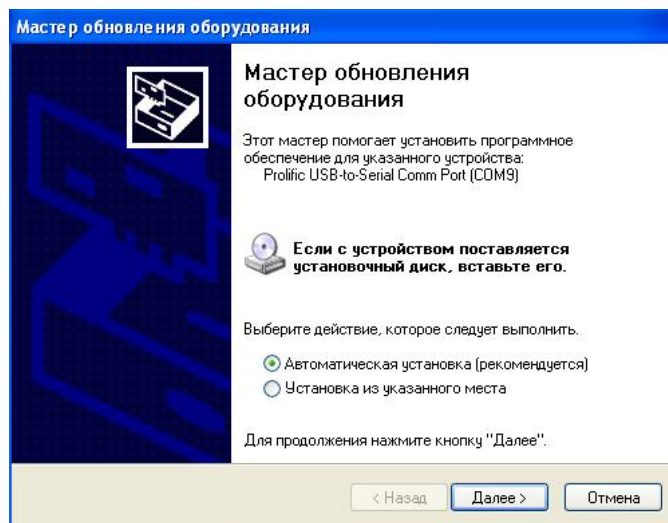 Мастер обновления оборудования
Мастер обновления
оборудования
Этот мастер помогает установить программное
обеспечение для указанного устройства:
Prolific USB-to-Serial Comm Port (COM9)
Если с устройством поставляется
установочный диск, вставьте его.
Выберите действие, которое следует выполнить.
Автоматическая установка (рекомендуется)
Установка из указанного места
Для продолжения нажмите кнопку "Далее".
< Назад Далее > Отмена